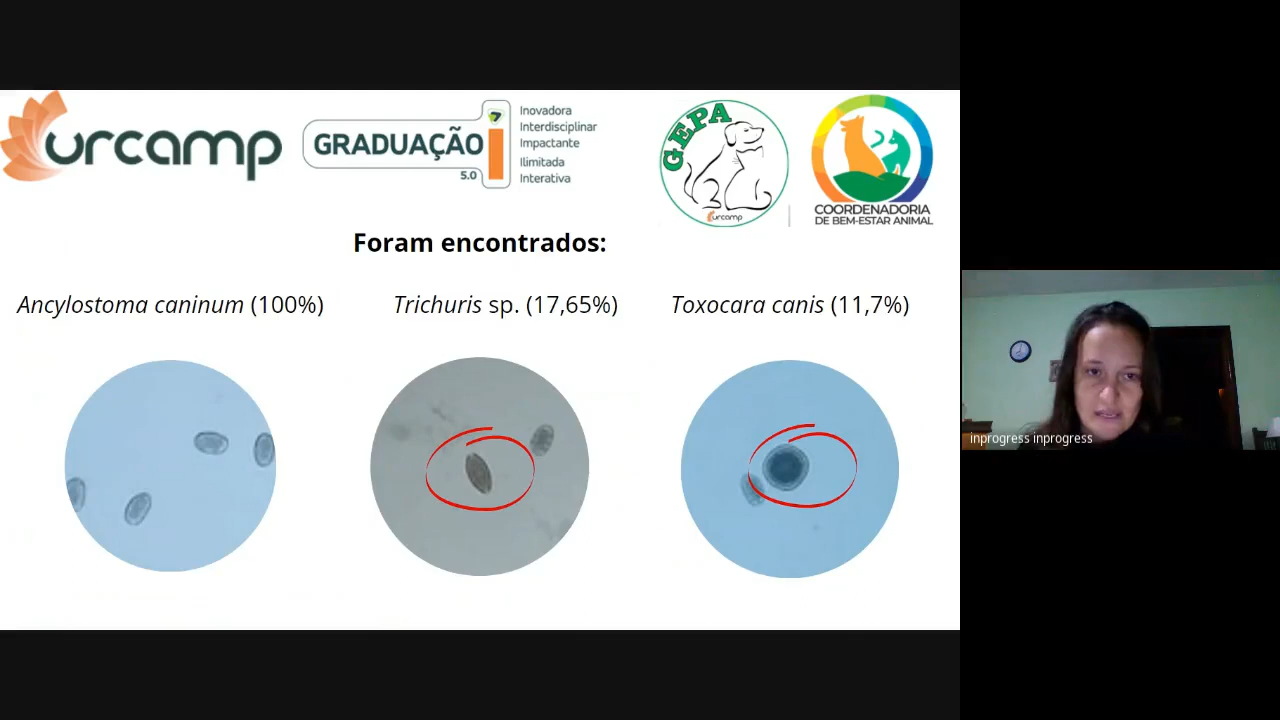 urcamp
GRADUAÇÃO
5.0
Inovadora
Interdisciplinar
Impactante
Ilimitada
Interativa
GEPA
urcamp
COORDENADORIA
DE BEM-ESTAR ANIMAL
Foram encontrados:
Ancylostoma caninum (100%)
Trichuris sp. (17,65%)
Toxocara canis (11,7%)
inprogress inprogress